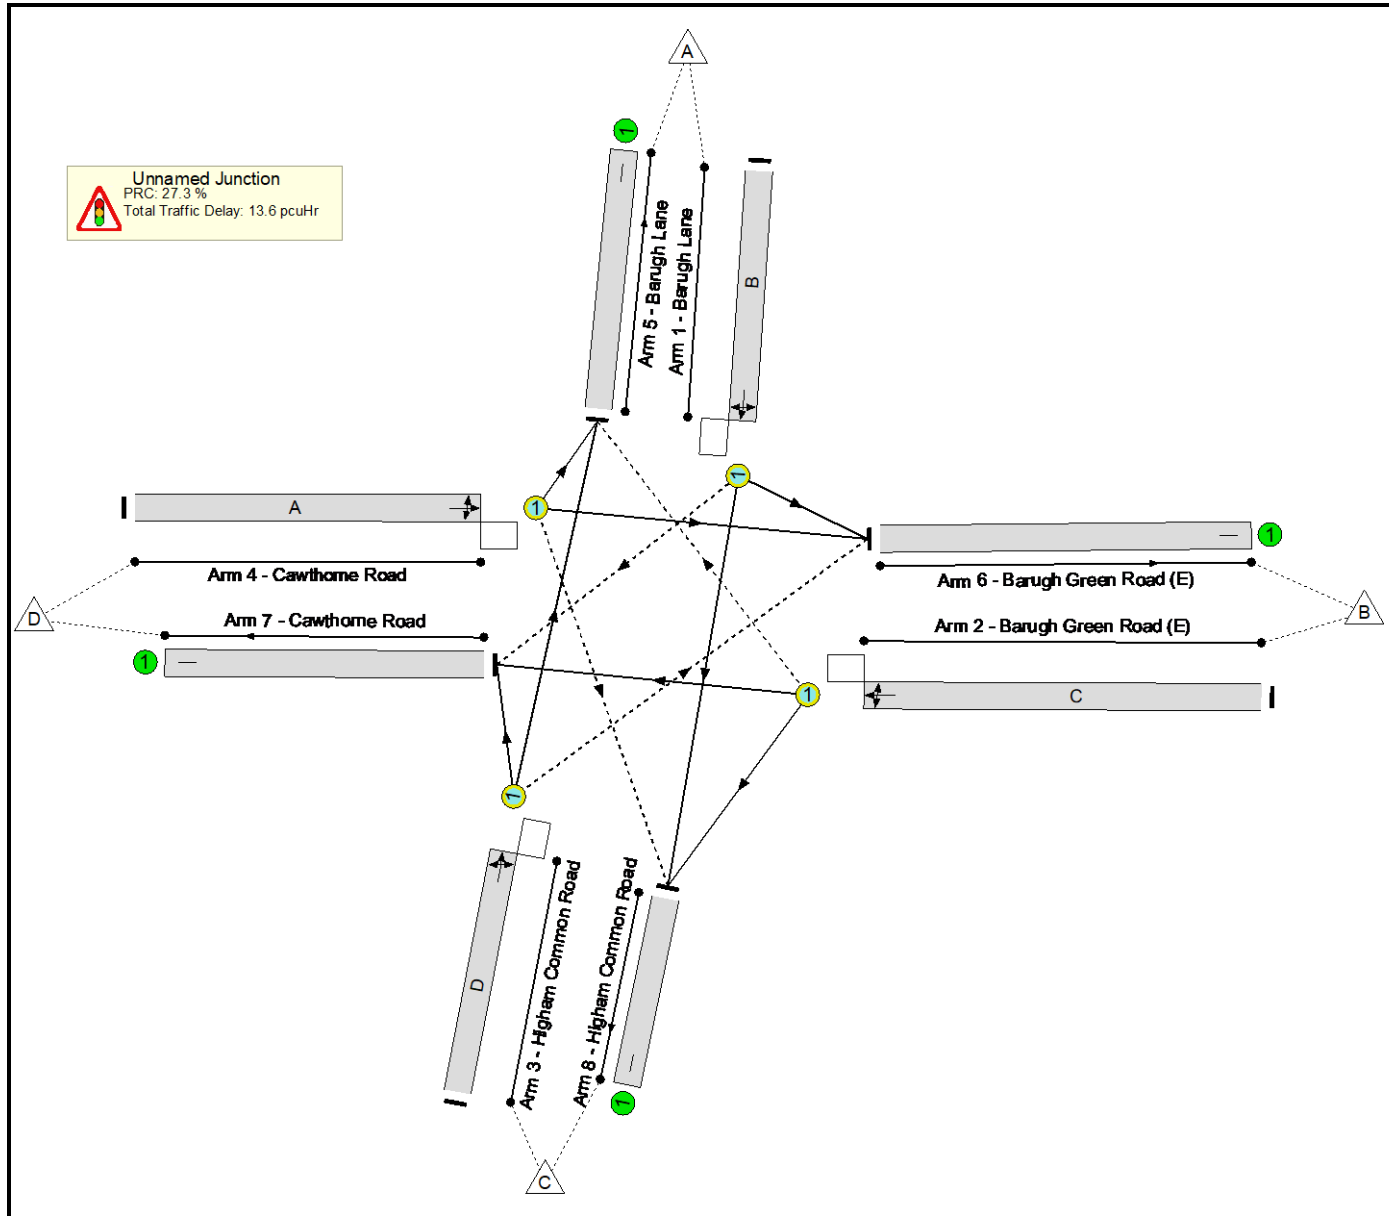 A
1
Unnamed Junction
PRC: 27.3 %
Total Traffic Delay: 13.6 pcuHr
Arm 5 - Barugh Lane
Arm 1 - Barugh Lane
B
1
A
1
1
Arm 4 - Cawthorne Road
Arm 6 - Barugh Green Road (E)
D
B
Arm 7 - Cawthorne Road
Arm 2 - Barugh Green Road (E)
1
1
C
1
D
Arm 3 - Higham Common Road
Arm 8 - Higham Common Road
1
C